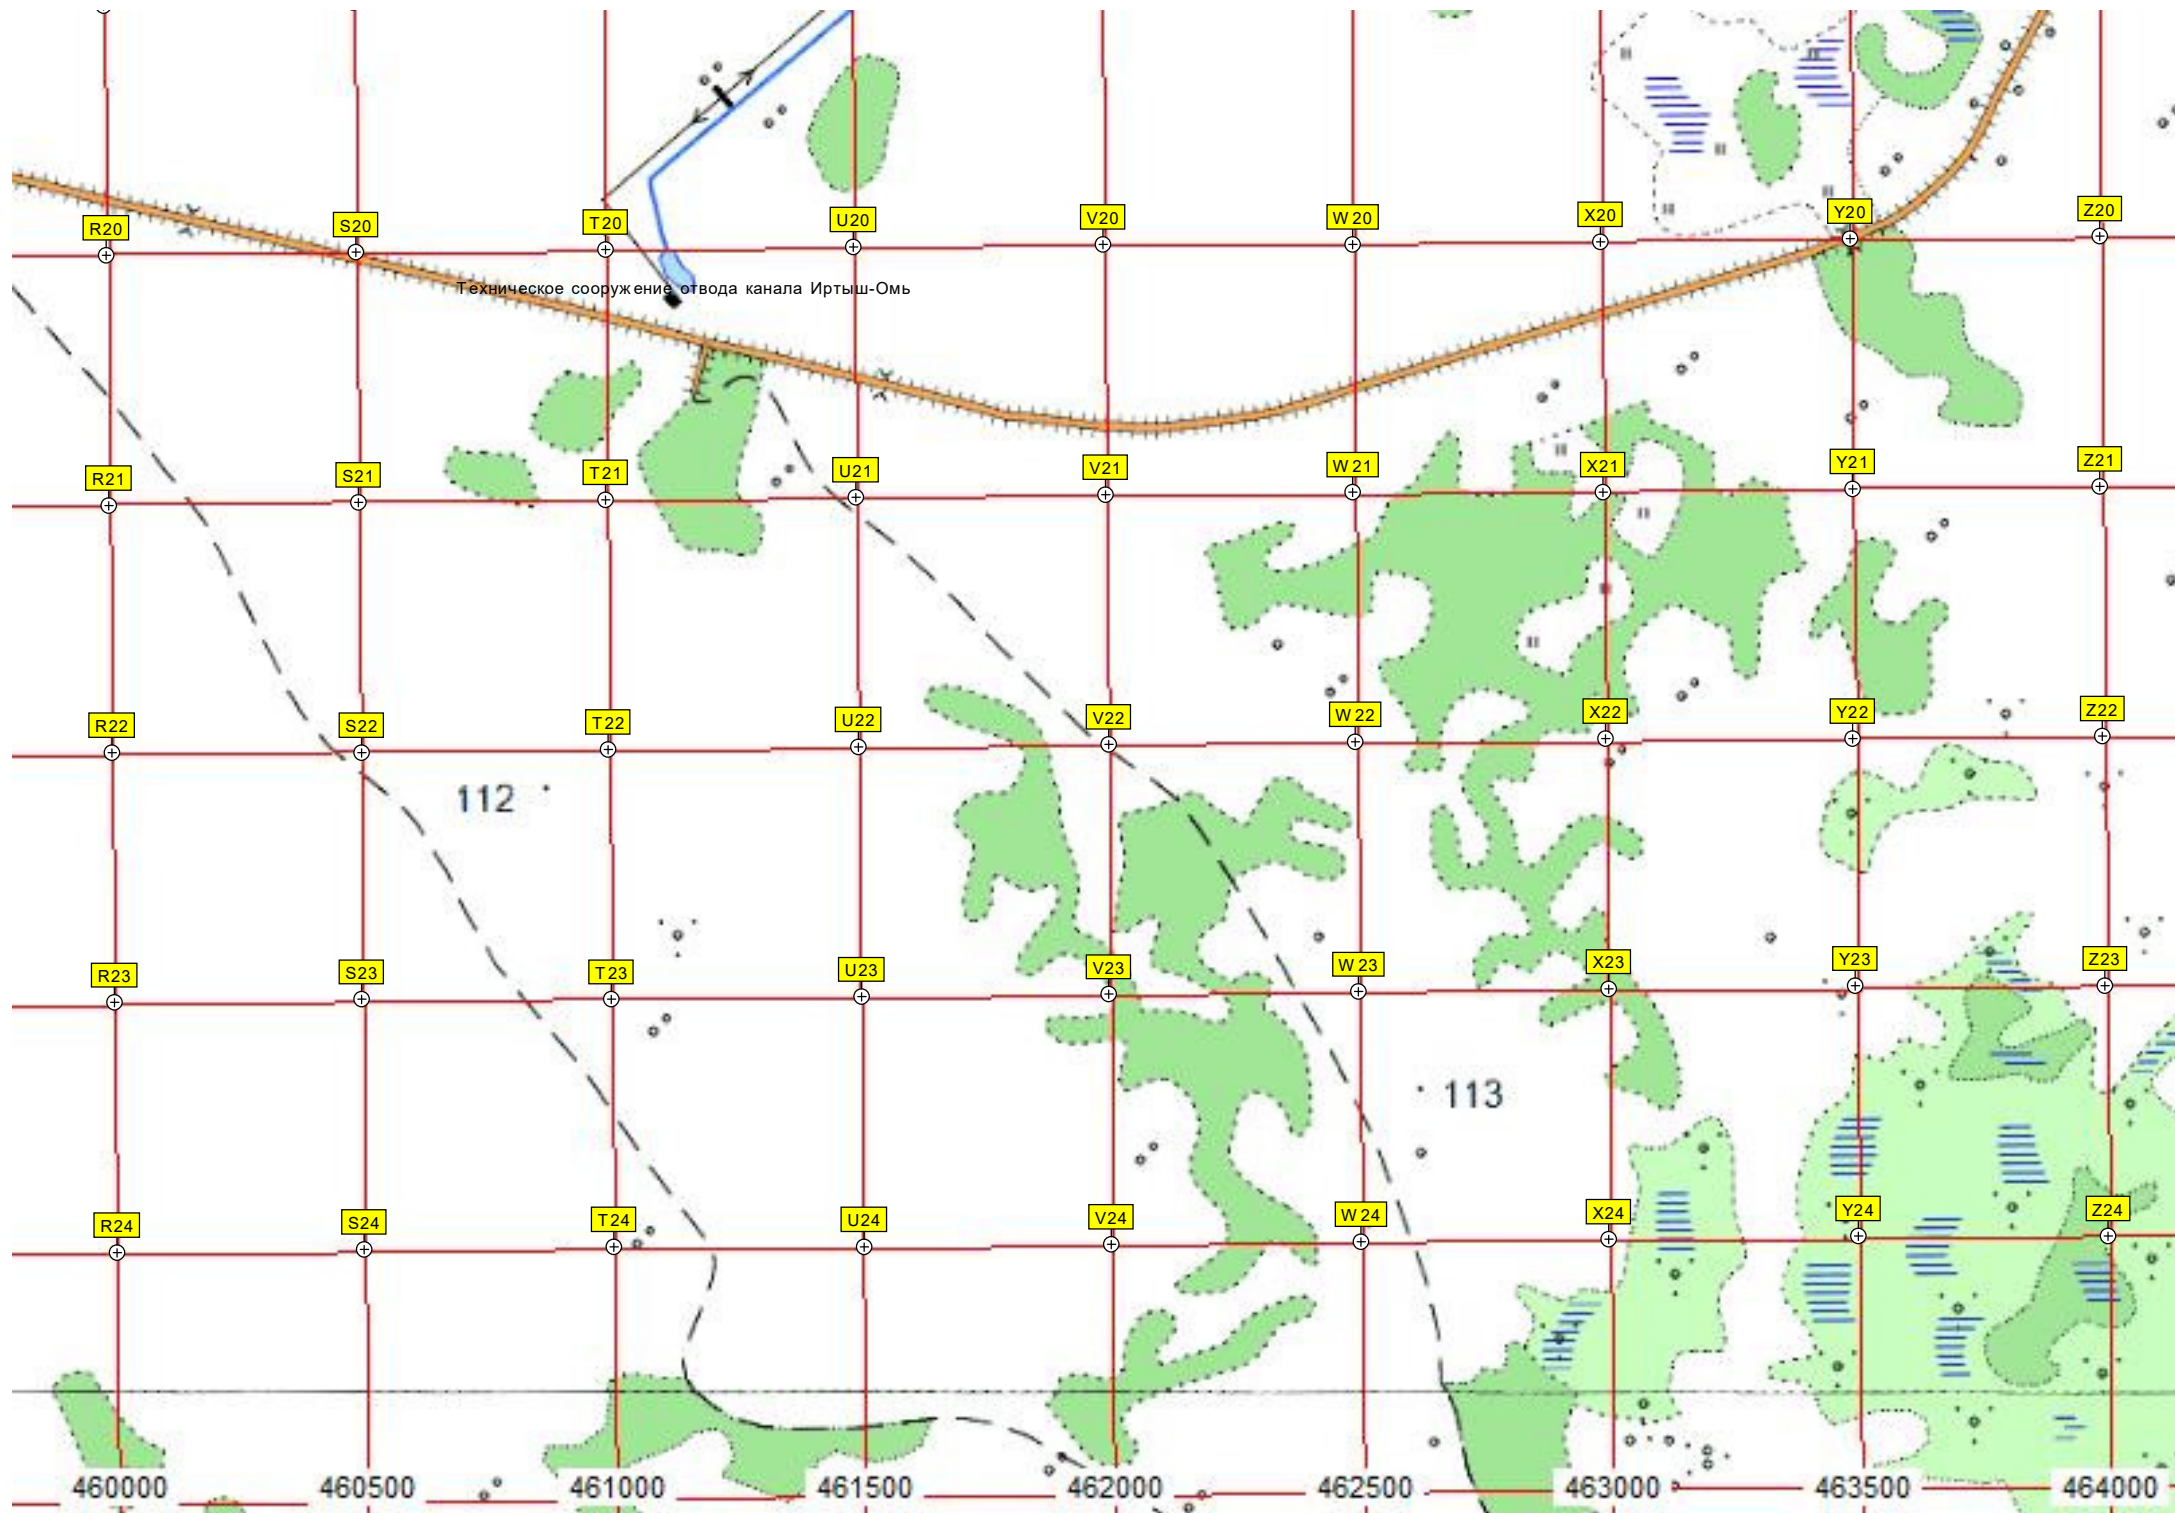 R20 S20 T20 U20 V20 W20 X20 Y20 Z20
Техническое сооружение отвода канала Иртыш-Омь
R21 S21 T21 U21 V21 W21 X21 Y21 Z21
R22 S22 T22 U22 V22 W22 X22 Y22 Z22
112
R23 S23 T23 U23 V23 W23 X23 Y23 Z23
113
R24 S24 T24 U24 V24 W24 X24 Y24 Z24
460000 460500 461000 461500 462000 462500 463000 463500 464000